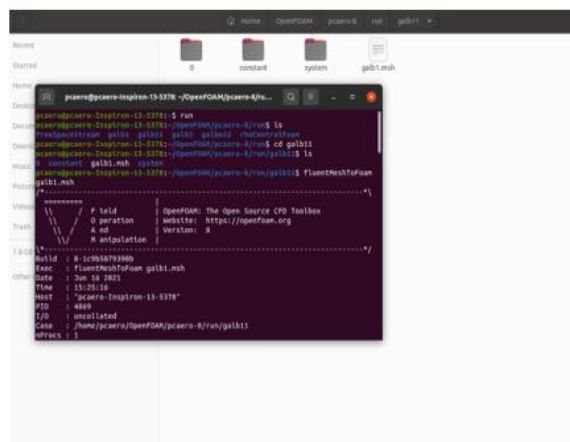 Home OpenFOAM pcaero-8 run galb11
Recent
Starred
Home
Music
Trash
0 constant system galb1.msh
pcaero@pcaero-Inspiron-13-5378: ~/OpenFOAM/pcaero-8/ru...
pcaero@pcaero-Inspiron-13-5378:~$ run
pcaero@pcaero-Inspiron-13-5378:~/OpenFOAM/pcaero-8/run$ ls
pcaero@pcaero-Inspiron-13-5378:~/OpenFOAM/pcaero-8/run$ cd galb11
pcaero@pcaero-Inspiron-13-5378:~/OpenFOAM/pcaero-8/run/galb11$ ls
0 constant galb1.msh system
pcaero@pcaero-Inspiron-13-5378:~/OpenFOAM/pcaero-8/run/galb11$ fluentMeshToFoam
galb1.msh
/*---------------------------------------------------------------------------*\
========= |
\\ / F ield | OpenFOAM: The Open Source CFD Toolbox
\\ / O peration | Website: https://openfoam.org
\\ / A nd | Version: 8
\\/ M anipulation |
\*---------------------------------------------------------------------------*/
Build : 8-1c9b5879390b
Exec : fluentMeshToFoam galb1.msh
Date : Jun 16 2021
Time : 15:25:16
Host : "pcaero-Inspiron-13-5378"
PID : 4869
I/O : uncollated
Case : /home/pcaero/OpenFOAM/pcaero-8/run/galb11
nProcs : 1